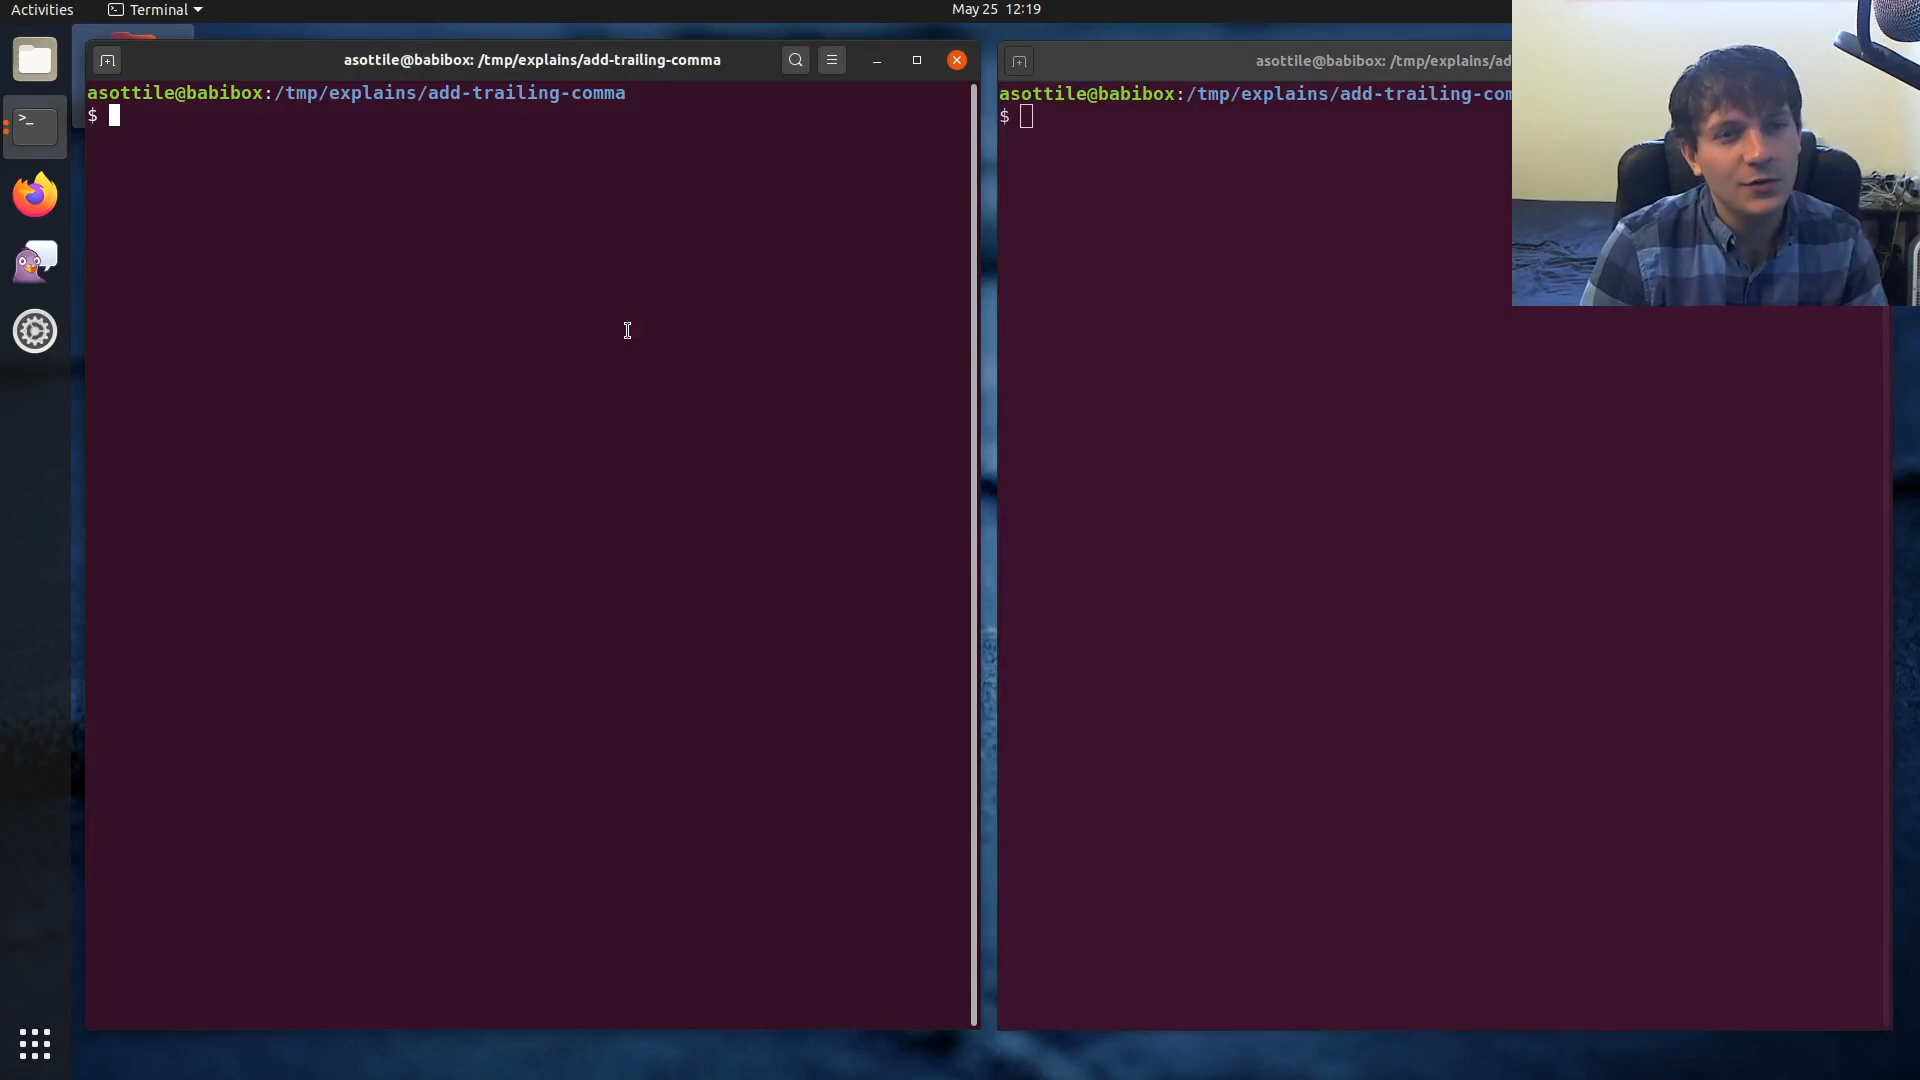 Activities
Terminal
May 25 12:19
asottile@babibox: /tmp/explains/add-trailing-comma
asottile@babibox:/tmp/explains/add-trailing-comma
$
asottile@babibox: /tmp/explains/ad
asottile@babibox:/tmp/explains/add-trailing-com
$